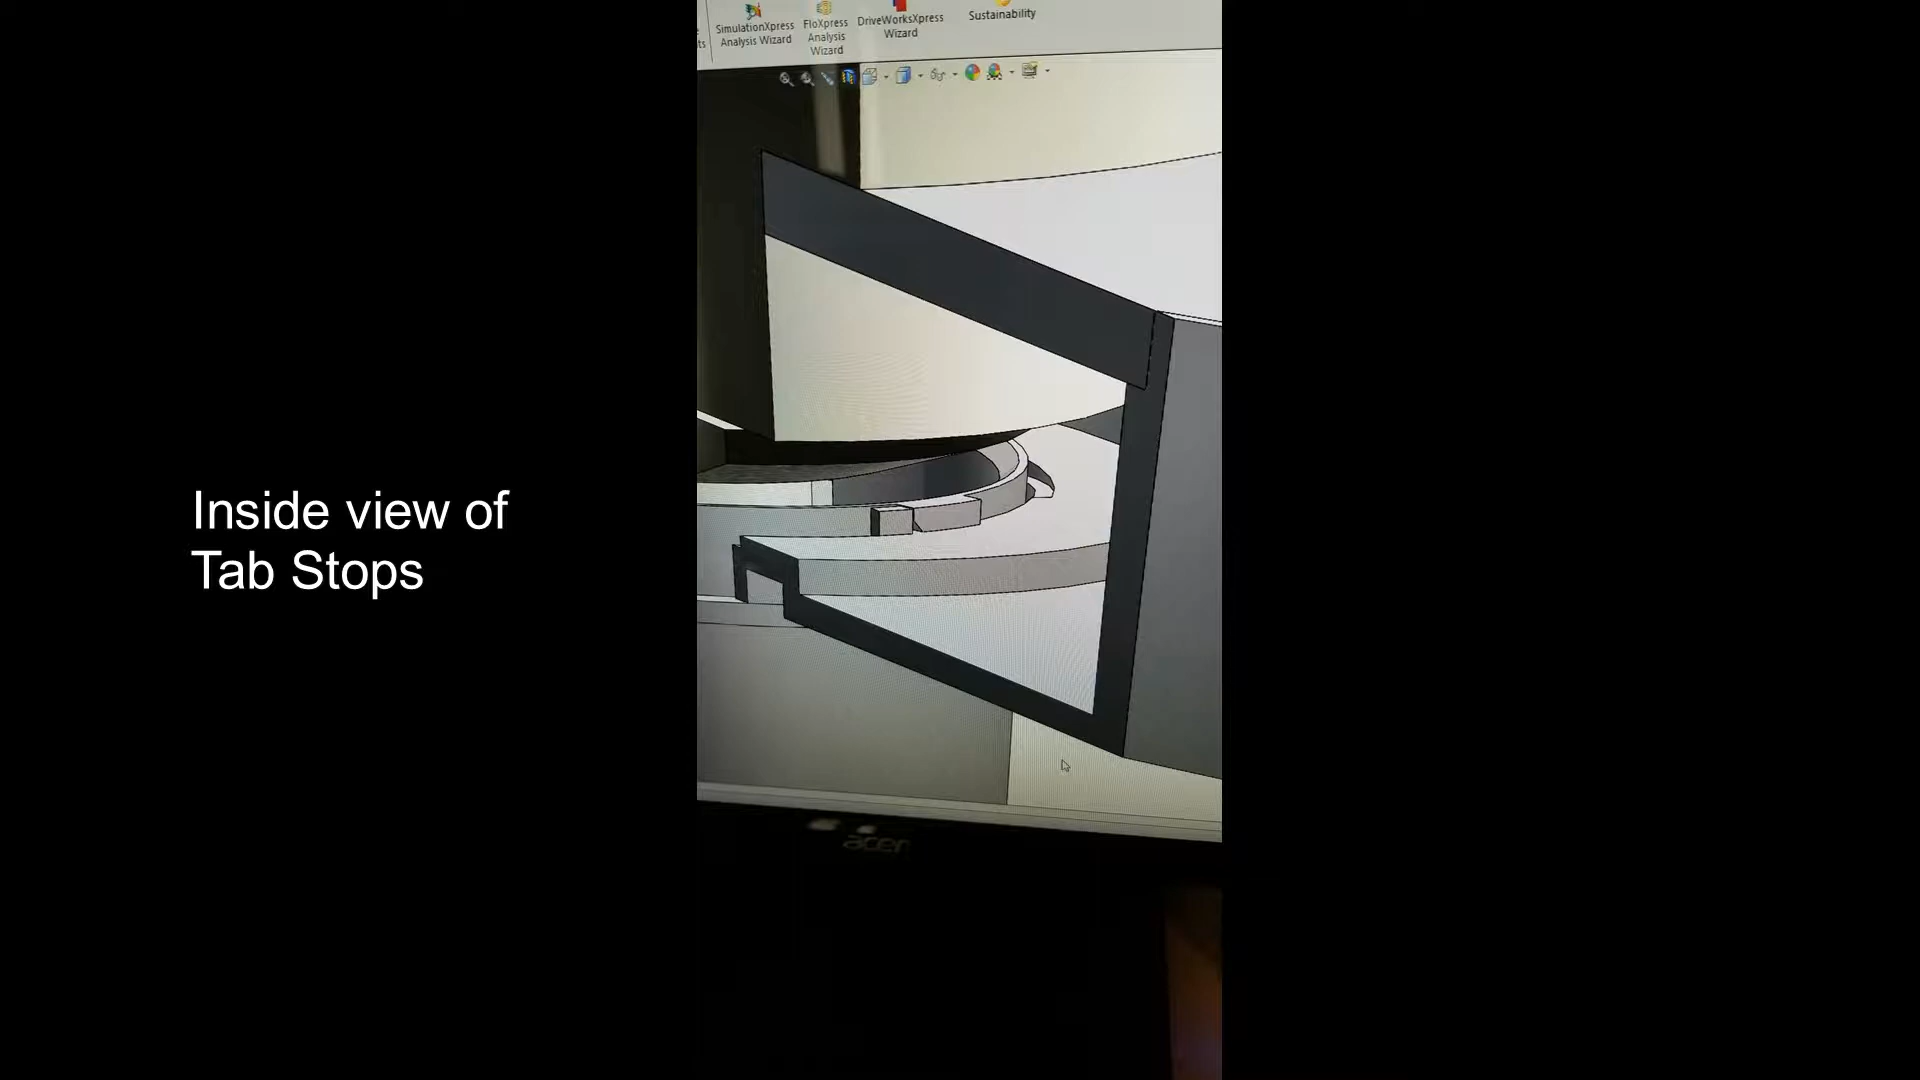 SimulationXpress
Analysis Wizard
FloXpress
Analysis
Wizard
DriveWorksXpress
Wizard
Sustainability
Inside view of
Tab Stops
acer